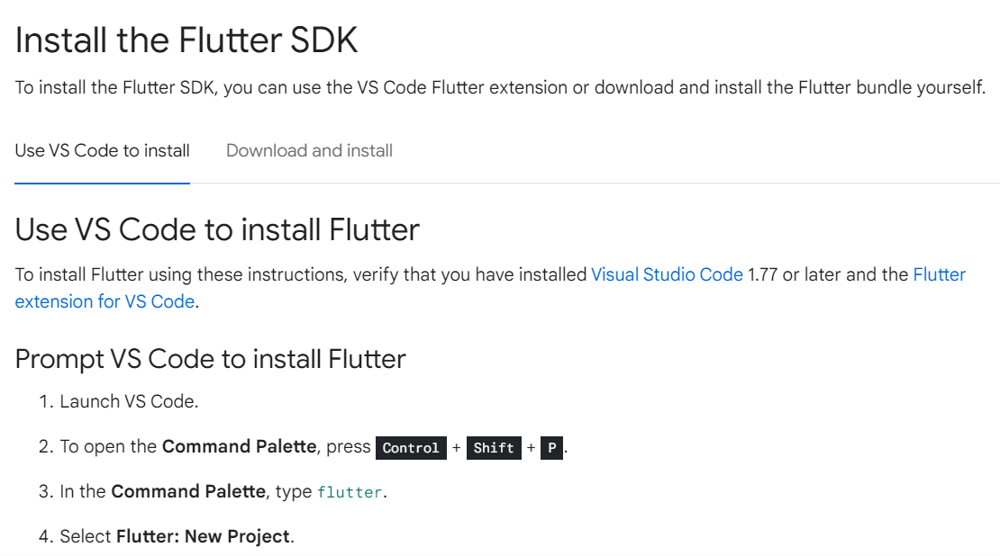 Install the Flutter SDK
To install the Flutter SDK, you can use the VS Code Flutter extension or download and install the Flutter bundle yourself.
Use VS Code to install
Download and install
Use VS Code to install Flutter
To install Flutter using these instructions, verify that you have installed Visual Studio Code 1.77 or later and the Flutter
extension for VS Code.
Prompt VS Code to install Flutter
1. Launch VS Code.
2. To open the Command Palette, press Control + Shift + P.
3. In the Command Palette, type flutter.
4. Select Flutter: New Project.